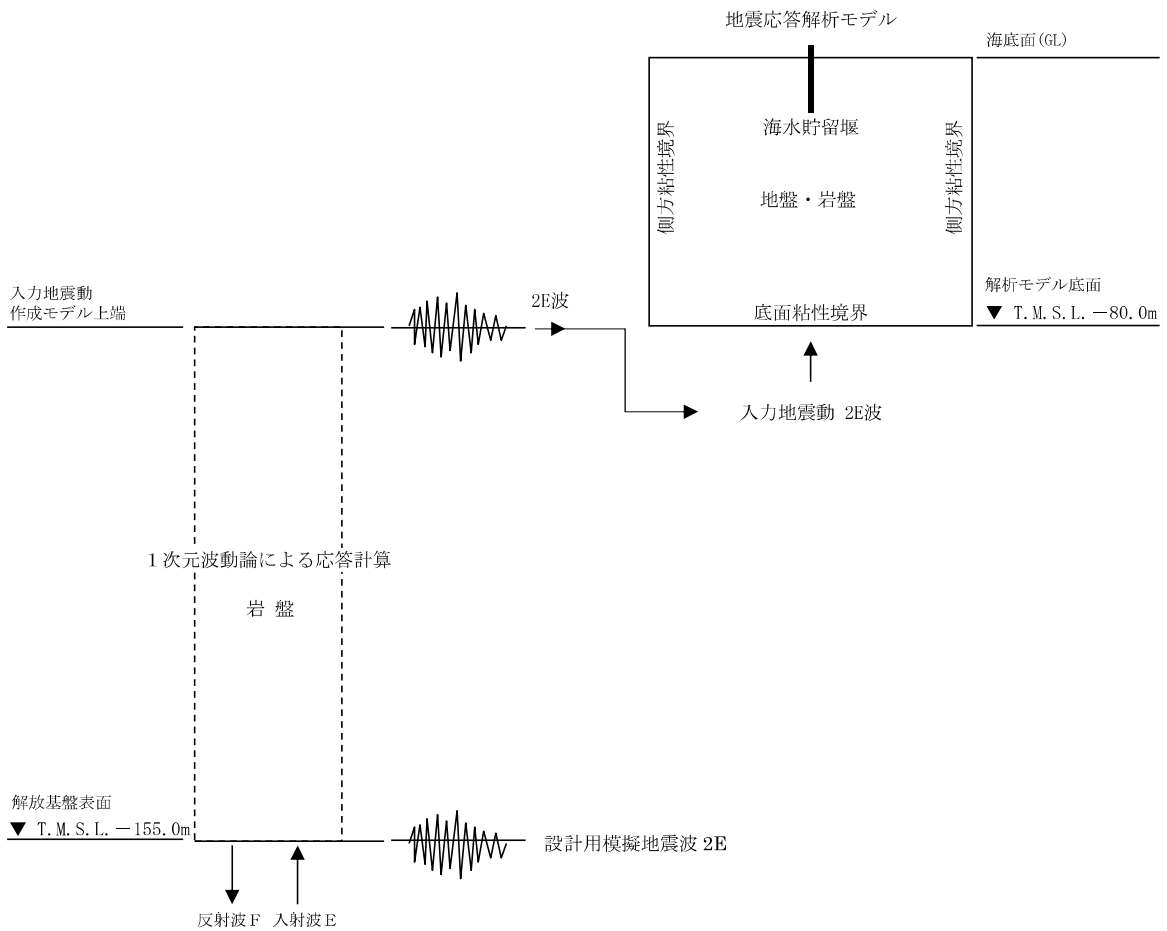 地震応答解析モデル
海底面(GL)
海水貯留堰
側方粘性境界
側方粘性境界
地盤・岩盤
解析モデル底面
▼ T.M.S.L.－80.0m
底面粘性境界
入力地震動
作成モデル上端
2E波
入力地震動 2E波
1次元波動論による応答計算
岩 盤
解放基盤表面
▼ T.M.S.L.－155.0m
設計用模擬地震波 2E
反射波F 入射波E